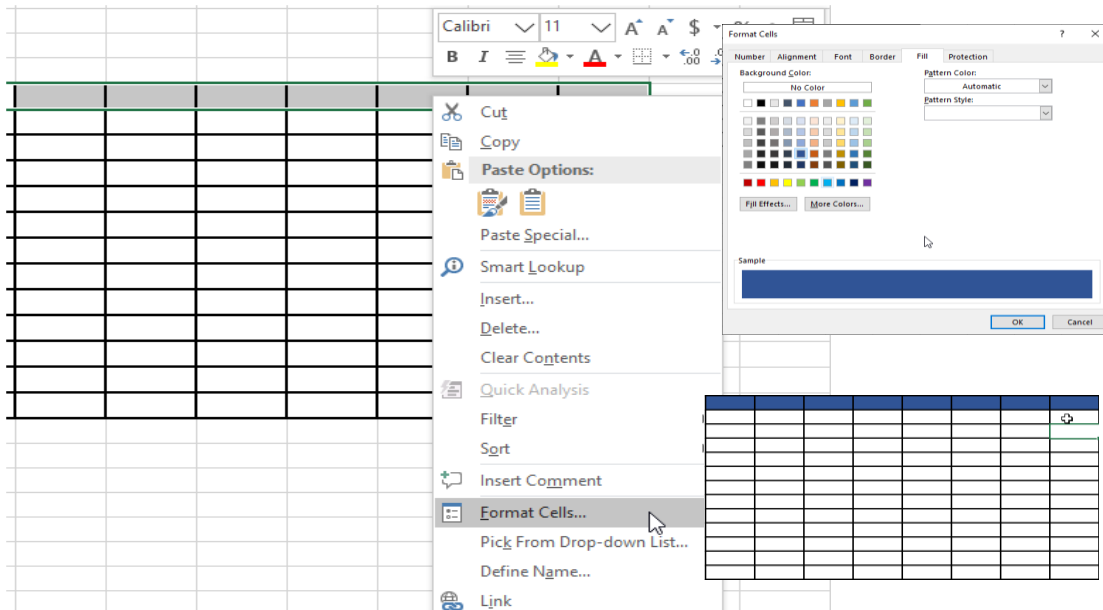 Calibri 11 A A $ %
B I A .00
Cut
Copy
Paste Options:
Paste Special...
Smart Lookup
Insert...
Delete...
Clear Contents
Quick Analysis
Filter
Sort
Insert Comment
Format Cells...
Pick From Drop-down List...
Define Name...
Link
Format Cells ?
Number Alignment Font Border Fill Protection
Background Color:
No Color
Pattern Color:
Automatic
Pattern Style:
Fill Effects... More Colors...
Sample
OK Cancel